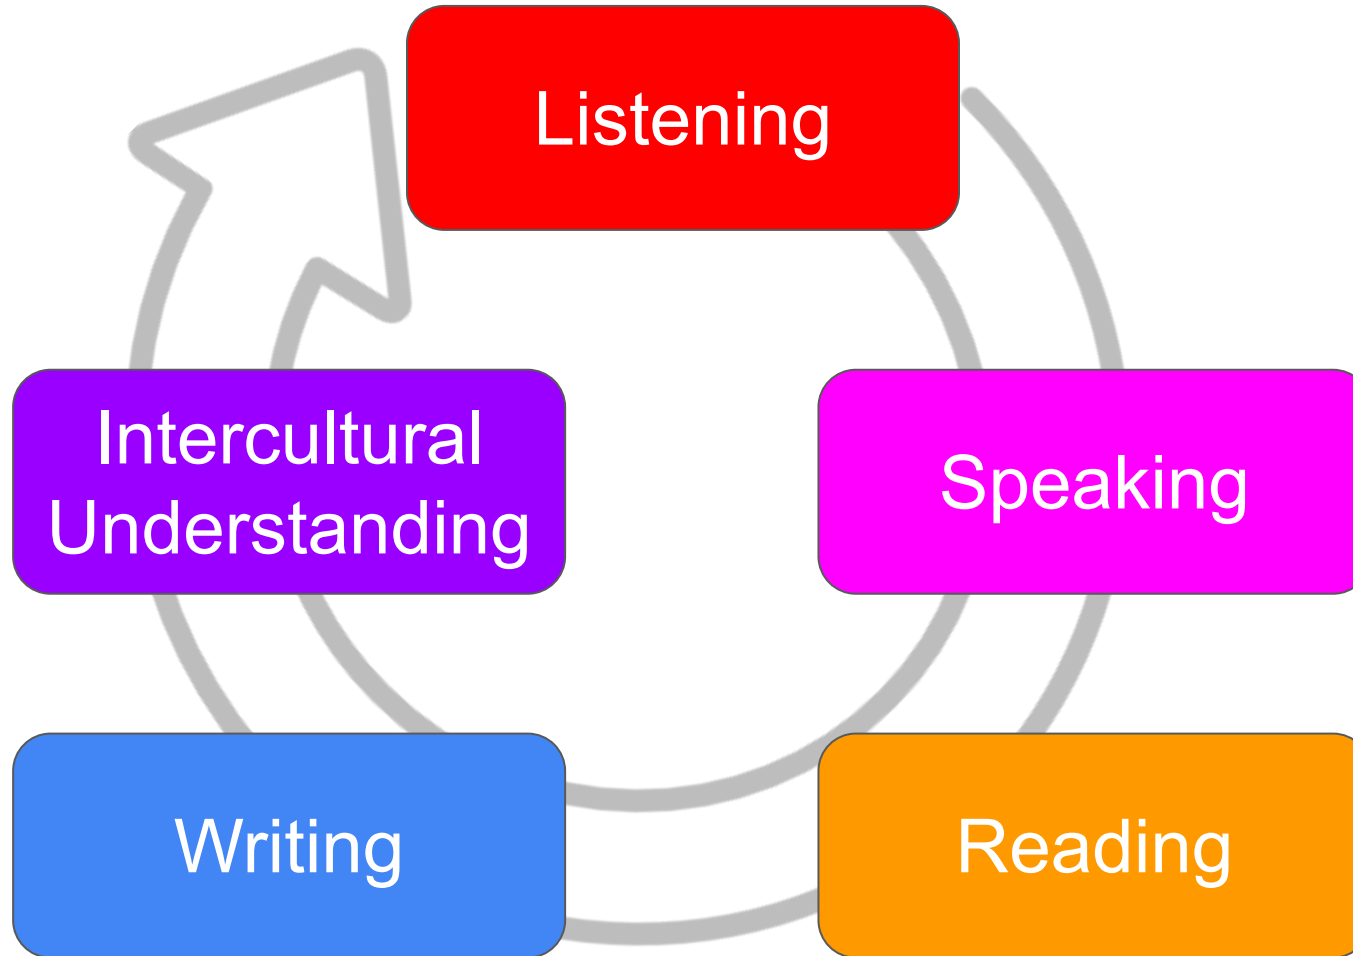 Listening
Speaking
Reading
Writing
Intercultural
Understanding